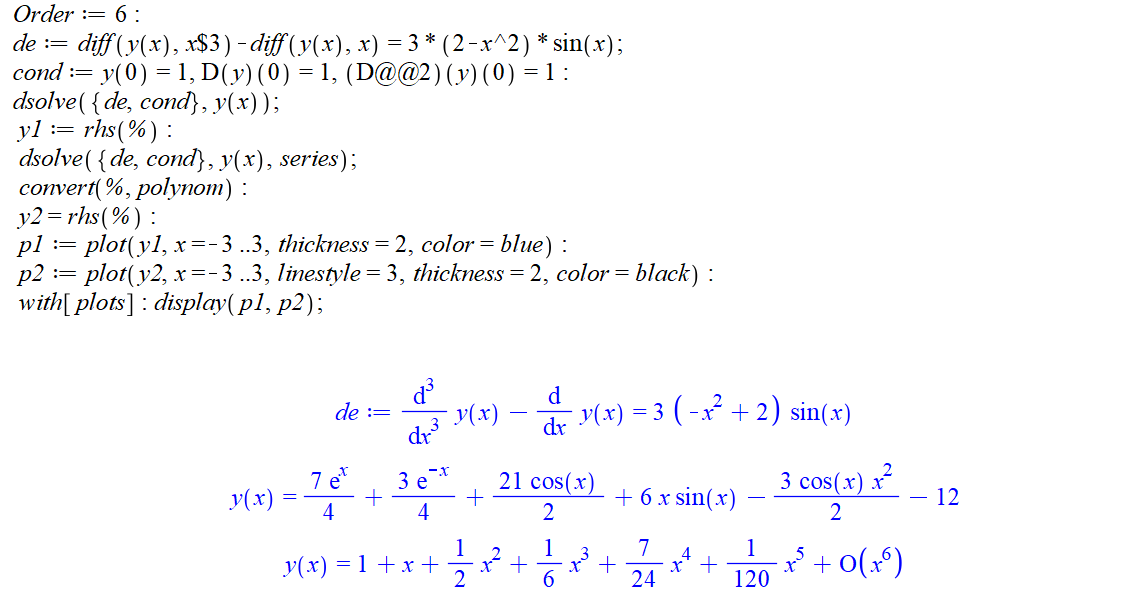 Order := 6 :
de := diff(y(x), x$3) - diff(y(x), x) = 3 * (2 - x^2) * sin(x);
cond := y(0) = 1, D(y)(0) = 1, (D@@2)(y)(0) = 1 :
dsolve({de, cond}, y(x));
y1 := rhs(%) :
dsolve({de, cond}, y(x), series);
convert(%, polynom) :
y2 = rhs(%) :
p1 := plot(y1, x = -3 ..3, thickness = 2, color = blue) :
p2 := plot(y2, x = -3 ..3, linestyle = 3, thickness = 2, color = black) :
with[plots] : display(p1, p2);
de := d³/dx³ y(x) − d/dx y(x) = 3 (−x² + 2) sin(x)
y(x) = 7 eˣ/4 + 3 e⁻ˣ/4 + 21 cos(x)/2 + 6 x sin(x) − 3 cos(x) x²/2 − 12
y(x) = 1 + x + 1/2 x² + 1/6 x³ + 7/24 x⁴ + 1/120 x⁵ + O(x⁶)